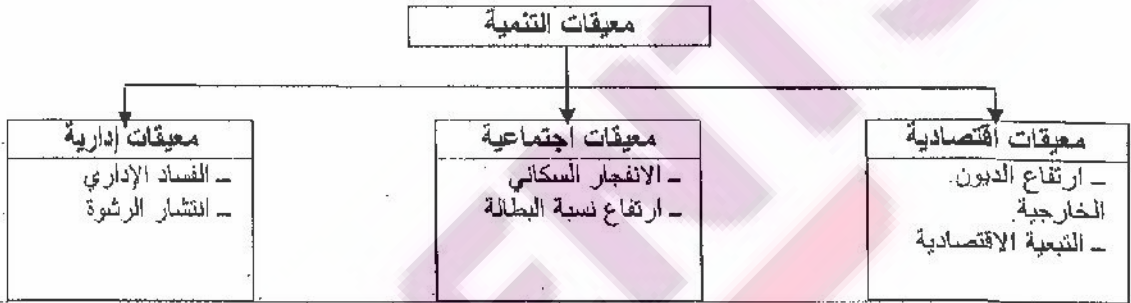 معيقات التنمية
معيقات اقتصادية
ـ ارتفاع الديون
الخارجية
ـ التبعية الاقتصادية
معيقات اجتماعية
ـ الانفجار السكاني
ـ ارتفاع نسبة البطالة
معيقات إدارية
ـ الفساد الإداري
ـ انتشار الرشوة